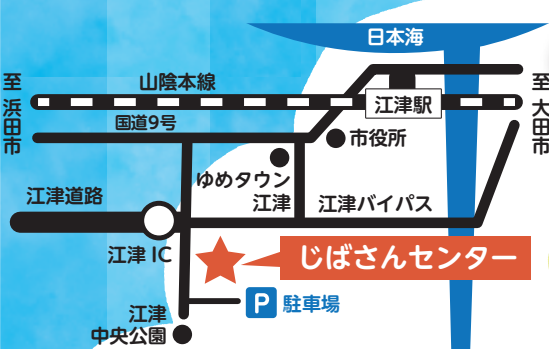 日本海
至
浜田市
山陰本線
江津駅
至
大田市
国道9号
市役所
ゆめタウン
江津
江津道路
江津バイパス
江津 IC
じばさんセンター
P 駐車場
江津
中央公園